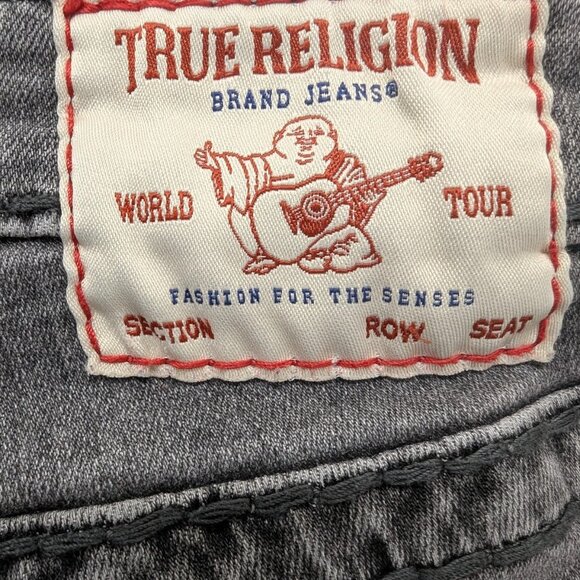 TRUE RELIGION
BRAND JEANS®
WORLD TOUR
FASHION FOR THE SENSES
SECTION ROW SEAT